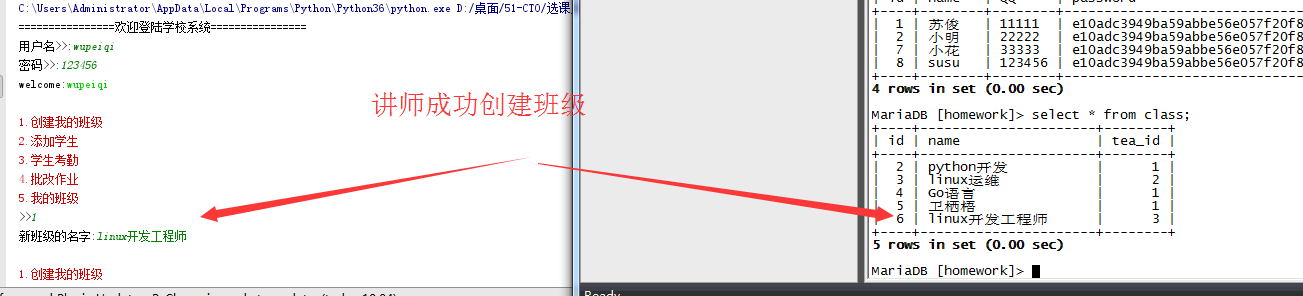 C:\Users\Administrator\AppData\Local\Programs\Python\Python36\python.exe D:/桌面/51-CTO/选课
===============欢迎登陆学校系统===============
用户名>>:wupeiqi
密码>>:123456
welcome:wupeiqi
1.创建我的班级
2.添加学生
3.学生考勤
4.批改作业
5.我的班级
>>1
新班级的名字:linux开发工程师
1.创建我的班级
讲师成功创建班级
| 1 | 苏俊 | 11111 | e10adc3949ba59abbe56e057f20f8
| 2 | 小明 | 22222 | e10adc3949ba59abbe56e057f20f8
| 7 | 小花 | 33333 | e10adc3949ba59abbe56e057f20f8
| 8 | susu | 123456 | e10adc3949ba59abbe56e057f20f8
4 rows in set (0.00 sec)
MariaDB [homework]> select * from class;
| id | name | tea_id |
| 2 | python开发 | 1 |
| 3 | linux运维 | 2 |
| 4 | Go语言 | 1 |
| 5 | 卫栖梧 | 1 |
| 6 | linux开发工程师 | 3 |
5 rows in set (0.00 sec)
MariaDB [homework]>
Ready